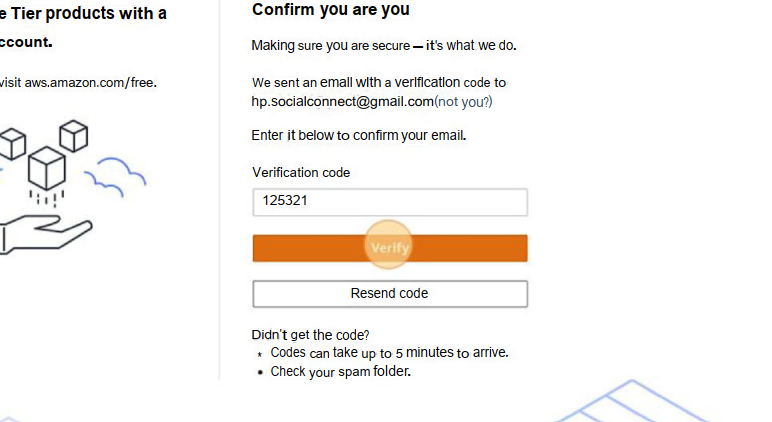 e Tier products with a
ccount.
visit aws.amazon.com/free.
Confirm you are you
Making sure you are secure — it's what we do.
We sent an email with a verification code to
hp.socialconnect@gmail.com(not you?)
Enter it below to confirm your email.
Verification code
125321
Verify
Resend code
Didn't get the code?
* Codes can take up to 5 minutes to arrive.
• Check your spam folder.